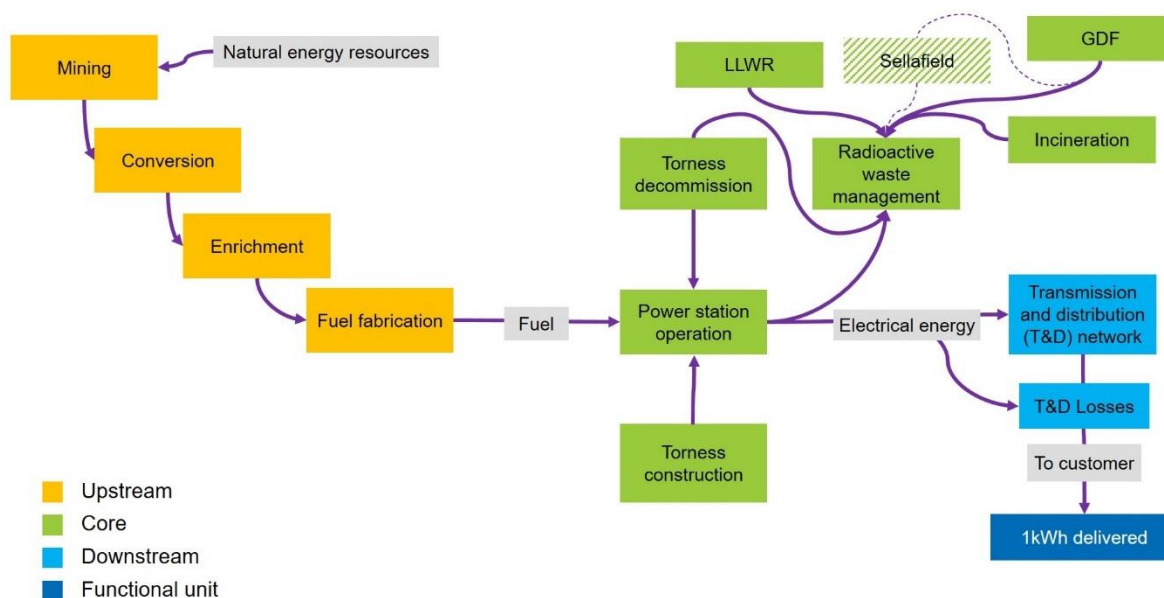 Natural energy resources
Mining
Conversion
Enrichment
Fuel fabrication
Fuel
LLWR
Sellafield
GDF
Torness
decommission
Radioactive
waste
management
Incineration
Power station
operation
Electrical energy
Transmission
and distribution
(T&D) network
T&D Losses
Torness
construction
To customer
1kWh delivered
Upstream
Core
Downstream
Functional unit